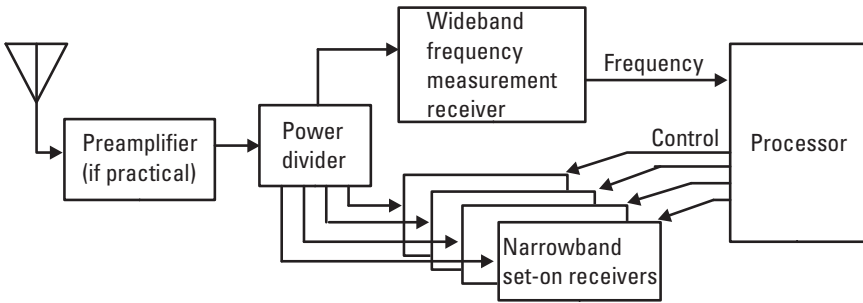 Wideband
frequency
measurement
receiver
Frequency
Preamplifier
(if practical)
Power
divider
Control
Processor
Narrowband
set-on receivers